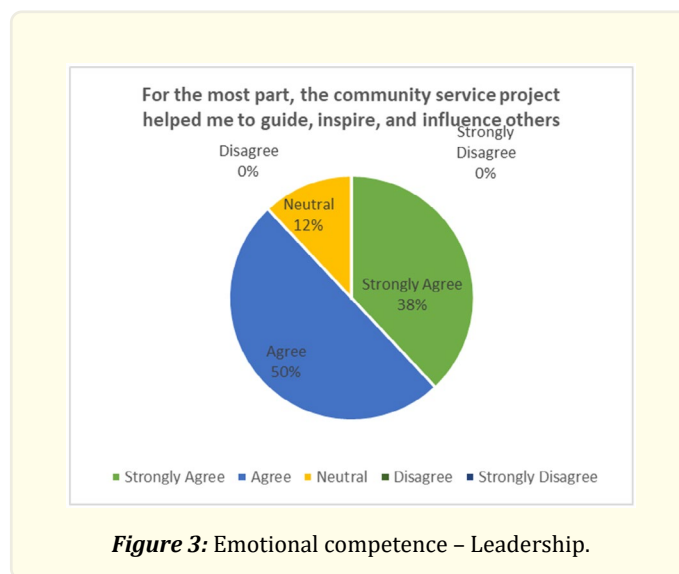 For the most part, the community service project
helped me to guide, inspire, and influence others
Strongly
Disagree
0%
Disagree
0%
Neutral
12%
Strongly Agree
38%
Agree
50%
Strongly Agree Agree Neutral Disagree Strongly Disagree
Figure 3: Emotional competence – Leadership.